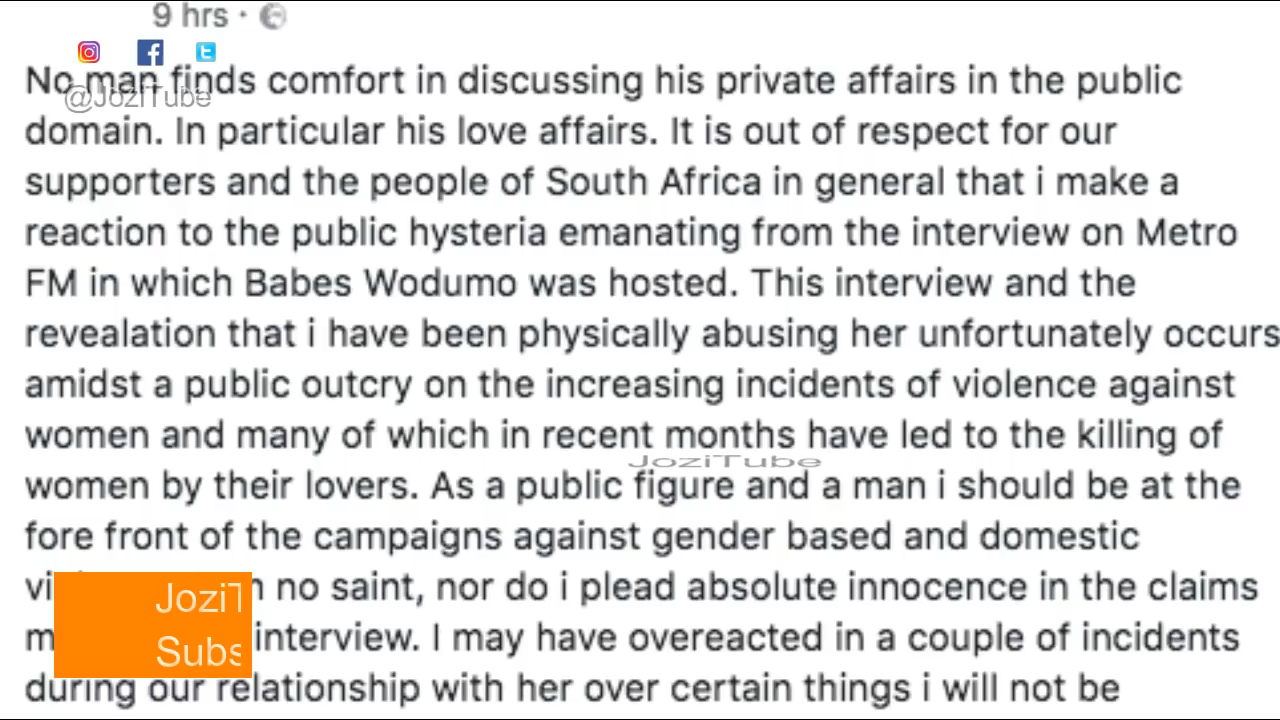 9 hrs ·
No man finds comfort in discussing his private affairs in the public
@JoziTube
domain. In particular his love affairs. It is out of respect for our
supporters and the people of South Africa in general that i make a
reaction to the public hysteria emanating from the interview on Metro
FM in which Babes Wodumo was hosted. This interview and the
revealation that i have been physically abusing her unfortunately occurs
amidst a public outcry on the increasing incidents of violence against
women and many of which in recent months have led to the killing of
JoziTube
women by their lovers. As a public figure and a man i should be at the
fore front of the campaigns against gender based and domestic
no saint, nor do i plead absolute innocence in the claims
JoziT
interview. I may have overreacted in a couple of incidents
Subs
during our relationship with her over certain things i will not be